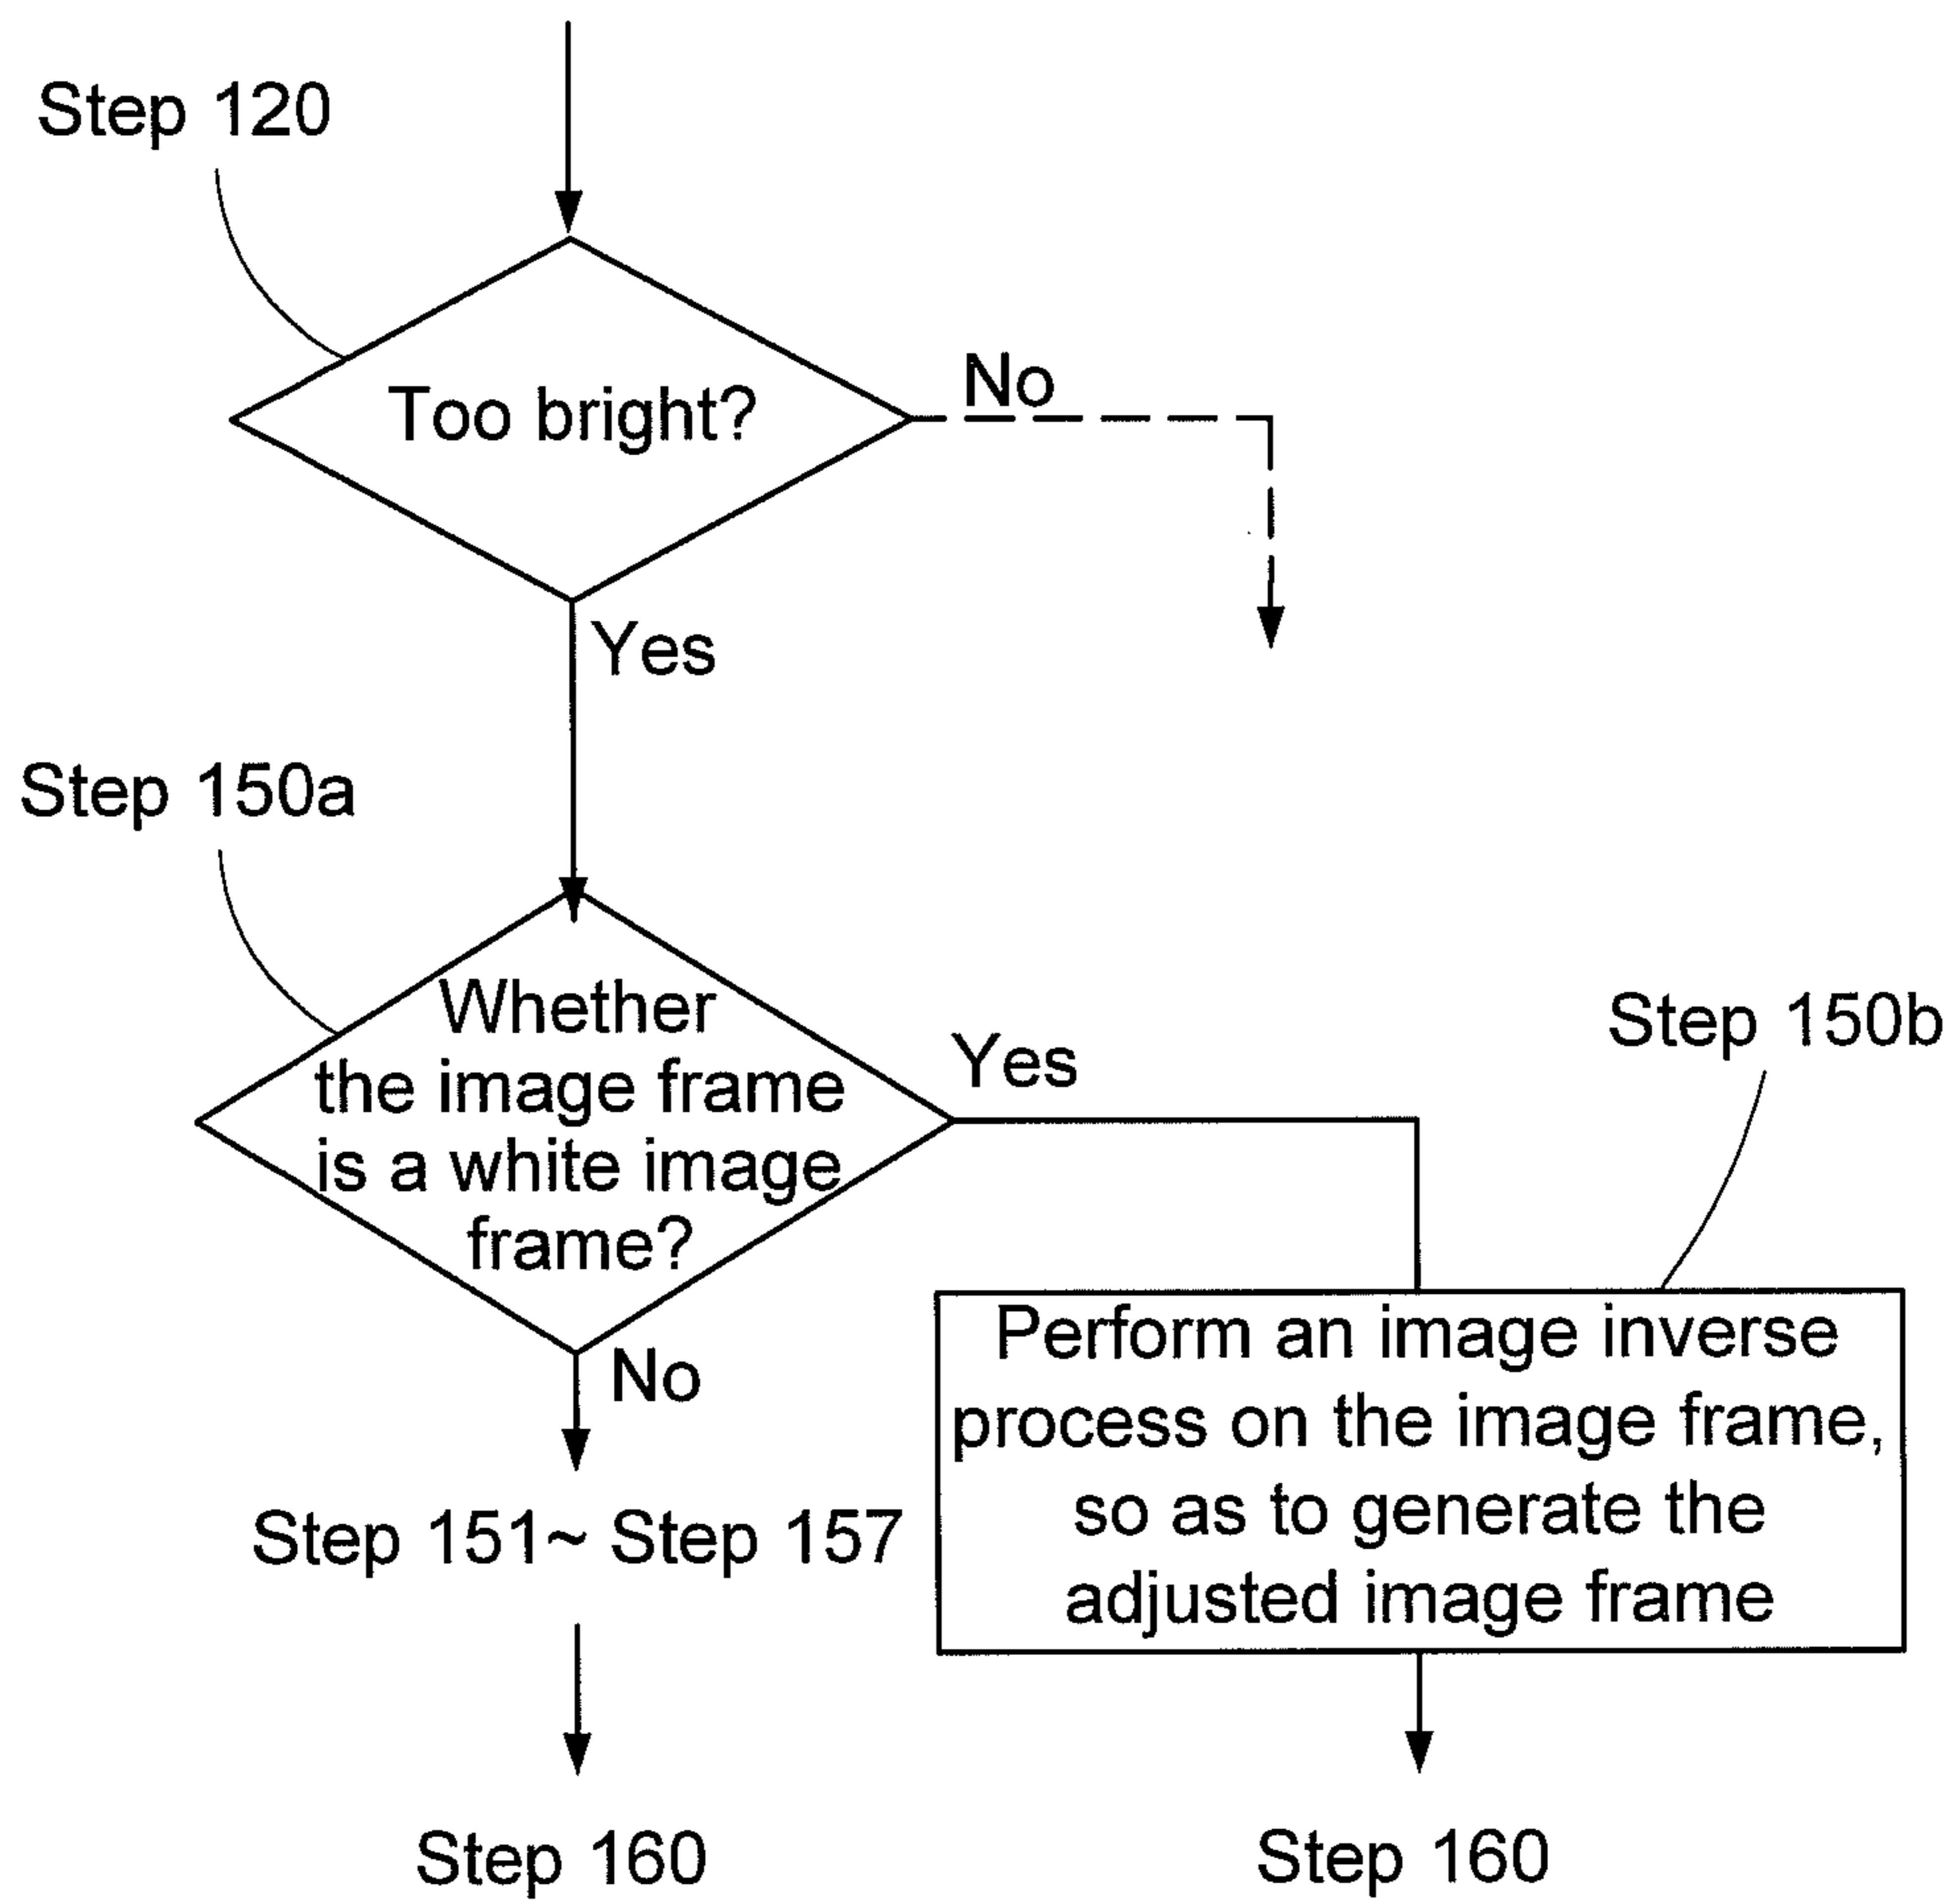 Step 120
Too bright?
No
Yes
Step 150a
Whether
the image frame
is a white image
frame?
Yes
Step 150b
No
Perform an image inverse
process on the image frame,
so as to generate the
adjusted image frame
Step 151~ Step 157
Step 160
Step 160